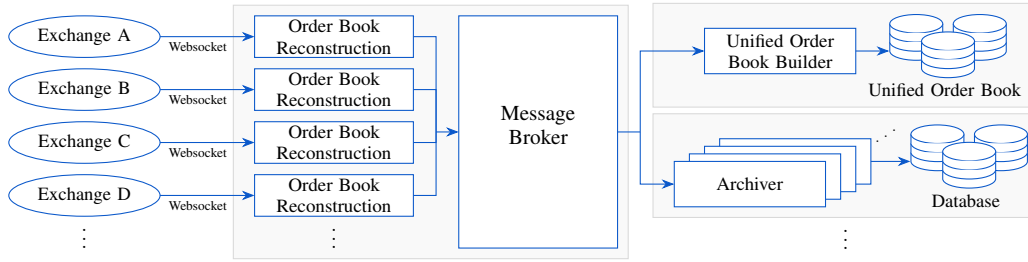 Exchange A
Websocket
Order Book
Reconstruction
Exchange B
Websocket
Order Book
Reconstruction
Exchange C
Websocket
Order Book
Reconstruction
Exchange D
Websocket
Order Book
Reconstruction
Message
Broker
Unified Order
Book Builder
Unified Order Book
Archiver
Database